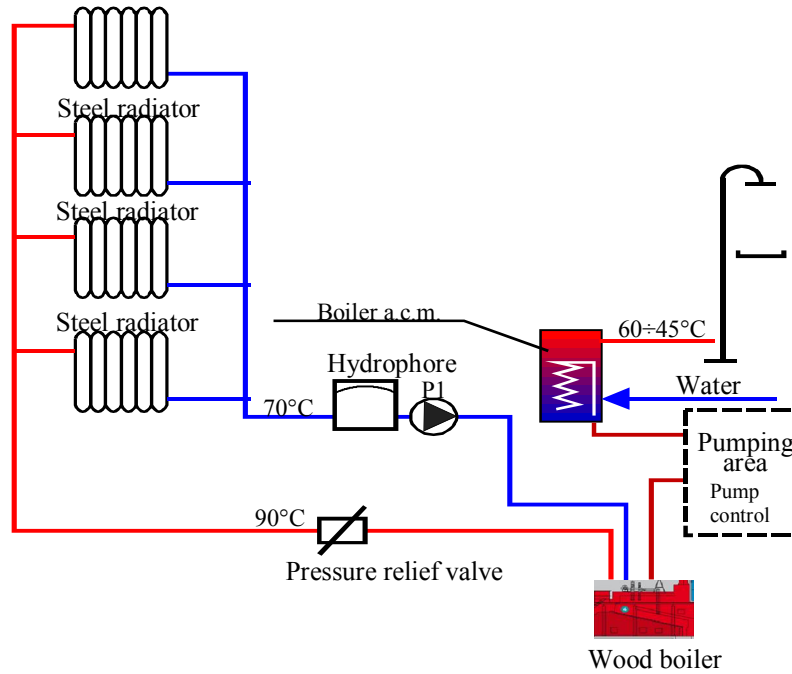 Steel radiator
Steel radiator
Steel radiator
Boiler a.c.m.
60÷45°C
Hydrophore
P1
Water
70°C
Pumping
area
Pump
control
90°C
Pressure relief valve
Wood boiler